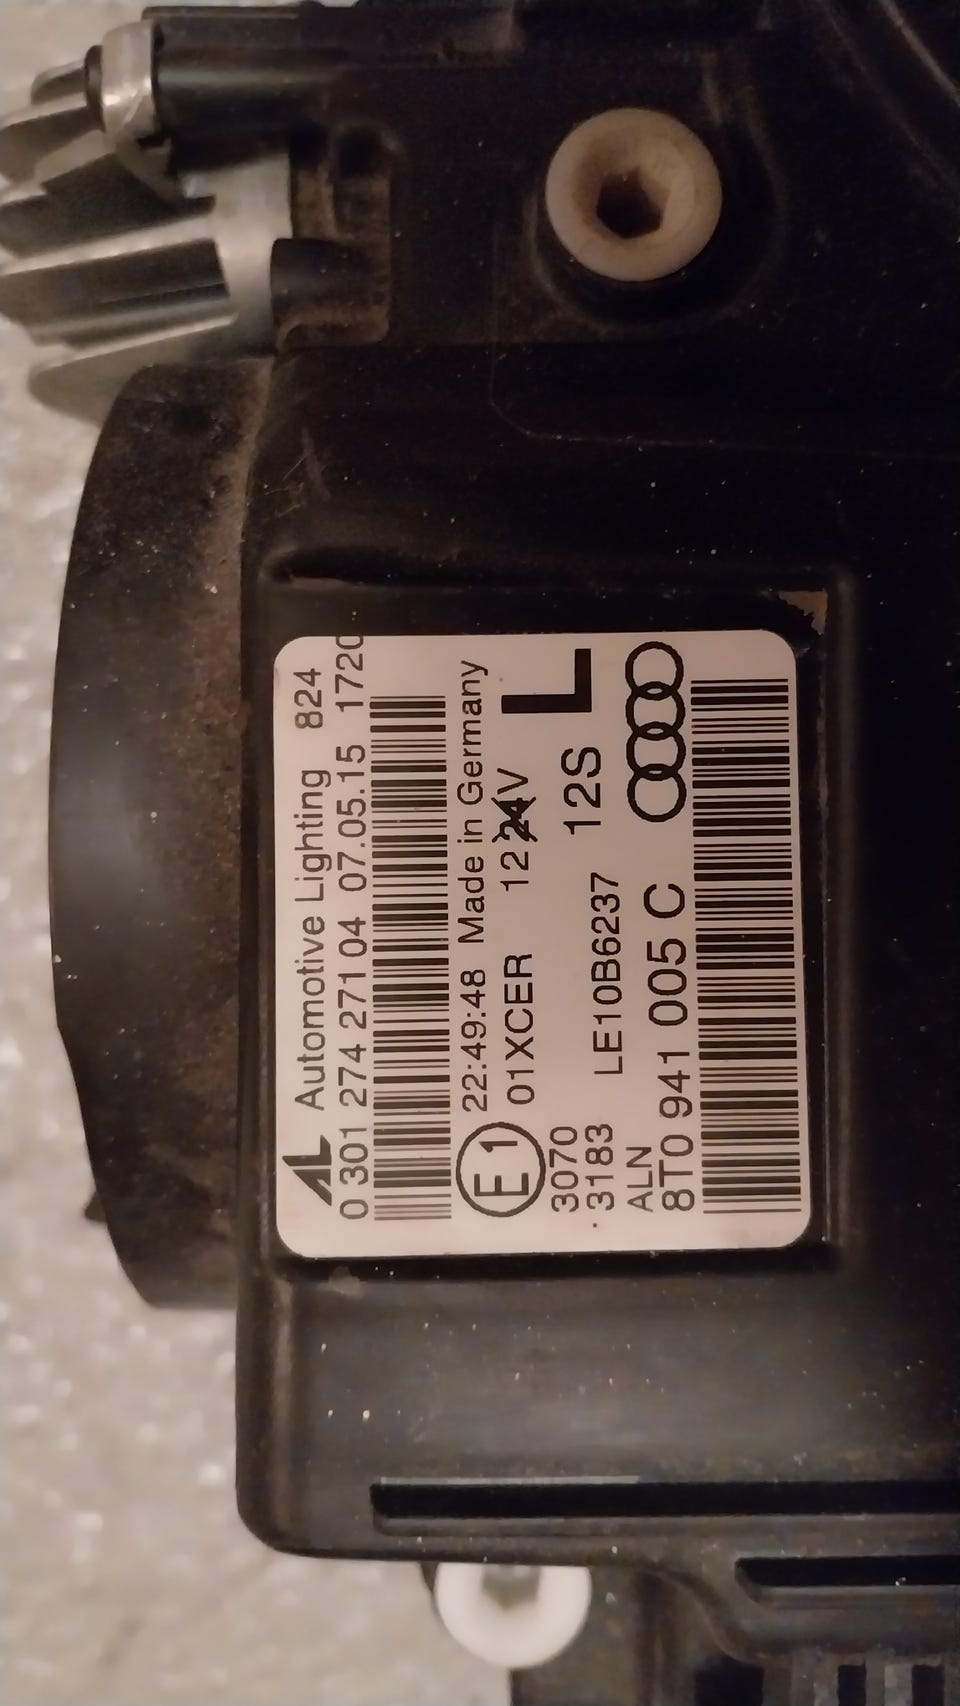 AL Automotive Lighting 824
0 301 274 271 04 07.05.15 1720
E1 22:49:48 Made in Germany
01XCER 12 24V L
3070
3183 LE10B6237 12S
ALN
8T0 941 005 C